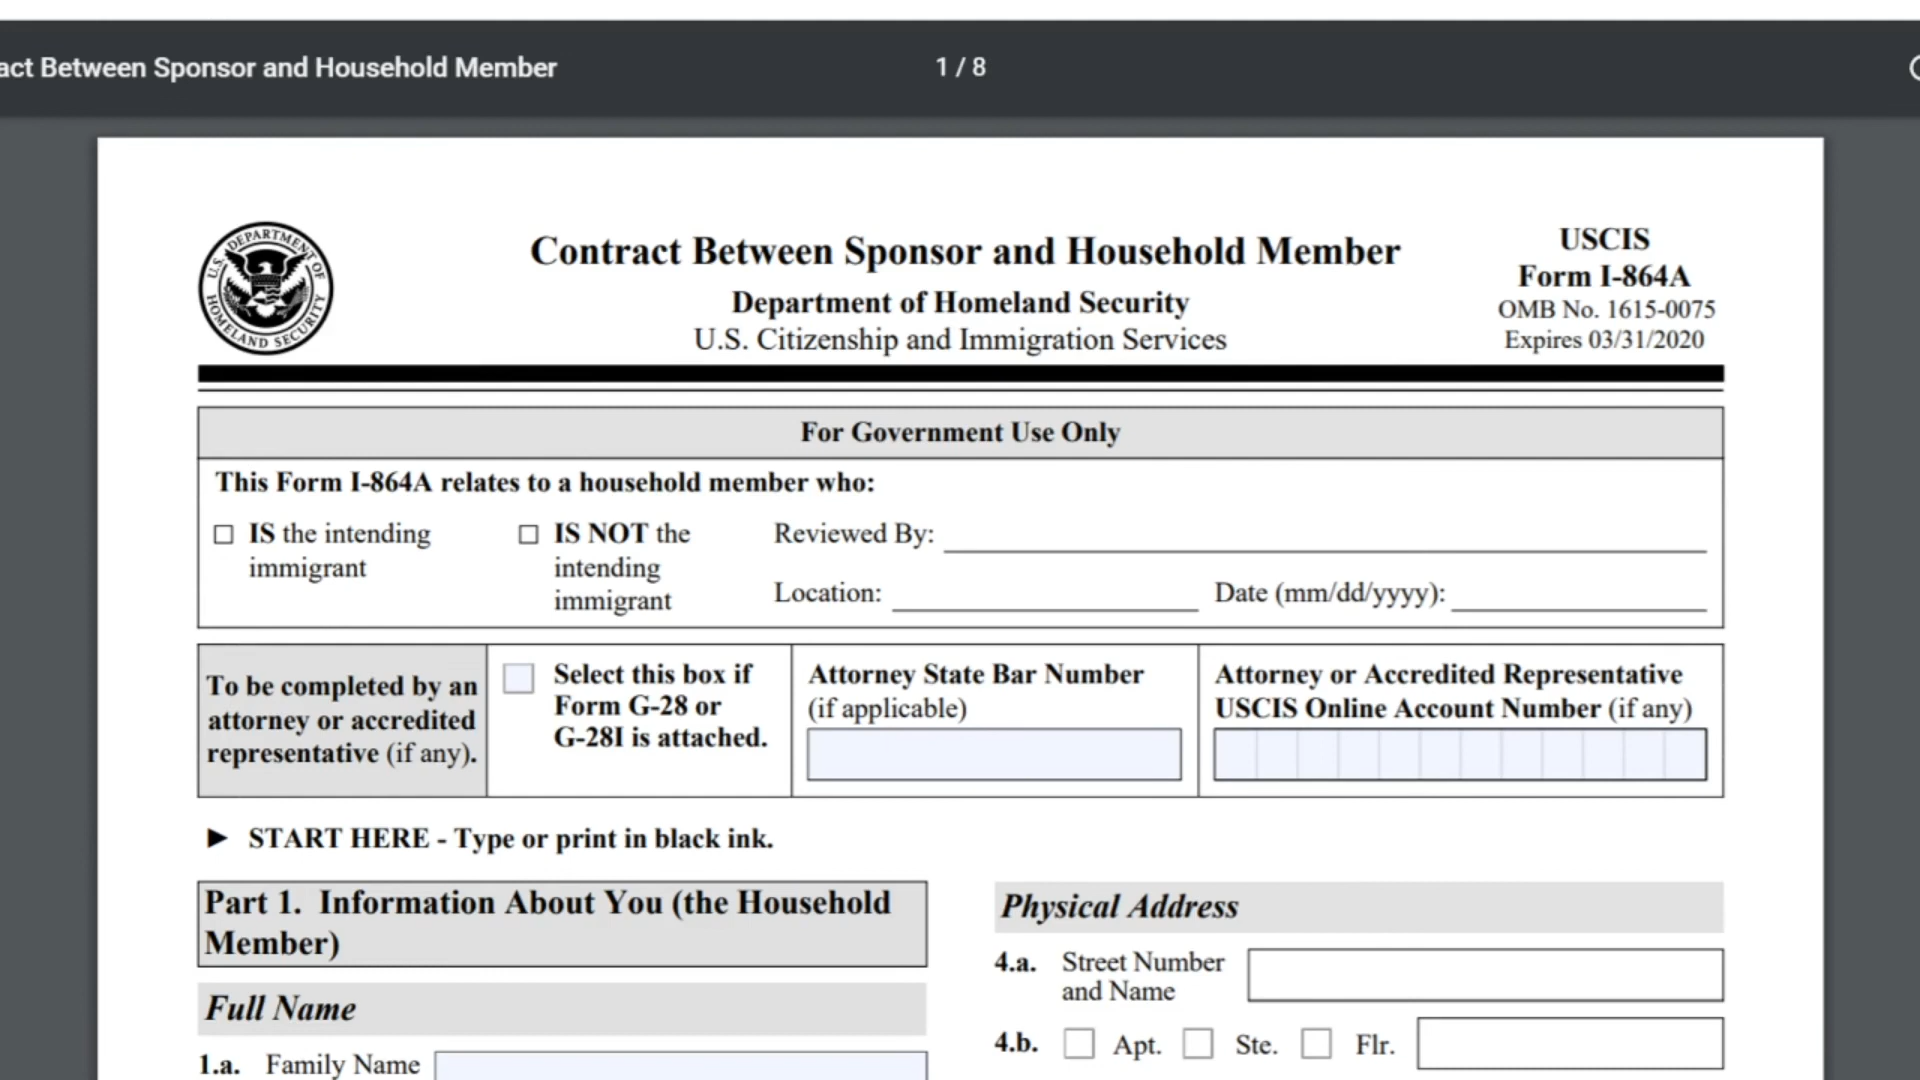 act Between Sponsor and Household Member
1 / 8
U.S. DEPARTMENT OF HOMELAND SECURITY
Contract Between Sponsor and Household Member
Department of Homeland Security
U.S. Citizenship and Immigration Services
USCIS
Form I-864A
OMB No. 1615-0075
Expires 03/31/2020
For Government Use Only
This Form I-864A relates to a household member who:
IS the intending
immigrant
IS NOT the
intending
immigrant
Reviewed By:
Location:
Date (mm/dd/yyyy):
To be completed by an
attorney or accredited
representative (if any).
Select this box if
Form G-28 or
G-28I is attached.
Attorney State Bar Number
(if applicable)
Attorney or Accredited Representative
USCIS Online Account Number (if any)
► START HERE - Type or print in black ink.
Part 1. Information About You (the Household
Member)
Full Name
1.a. Family Name
Physical Address
4.a. Street Number
and Name
4.b. Apt. Ste. Flr.